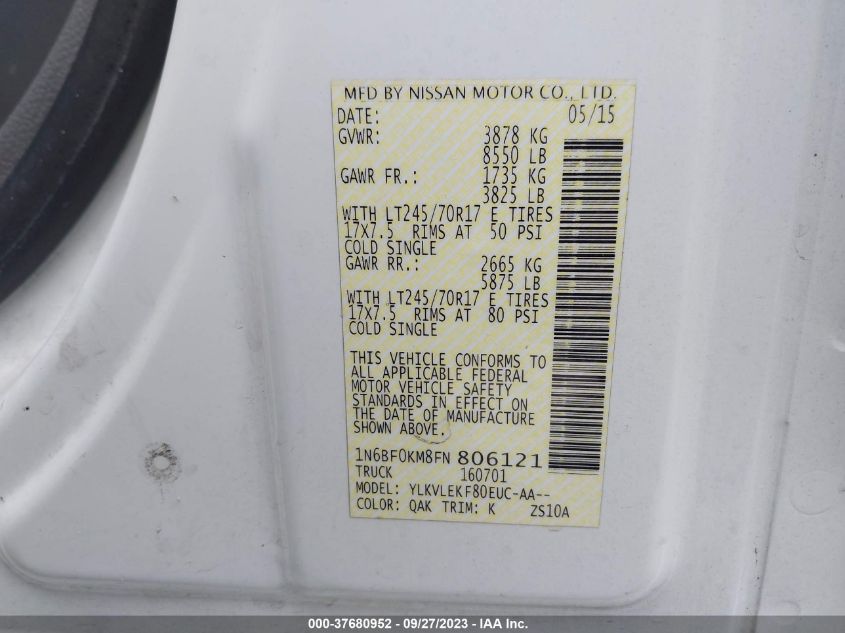 MFD BY NISSAN MOTOR CO., LTD.
DATE: 05/15
GVWR: 3878 KG
8550 LB
GAWR FR.: 1735 KG
3825 LB
WITH LT245/70R17 E TIRES
17X7.5 RIMS AT 50 PSI
COLD SINGLE
GAWR RR.: 2665 KG
5875 LB
WITH LT245/70R17 E TIRES
17X7.5 RIMS AT 80 PSI
COLD SINGLE
THIS VEHICLE CONFORMS TO
ALL APPLICABLE FEDERAL
MOTOR VEHICLE SAFETY
STANDARDS IN EFFECT ON
THE DATE OF MANUFACTURE
SHOWN ABOVE.
1N6BF0KM8FN 806121
TRUCK 160701
MODEL: YLKVLEKF80EUC-AA--
COLOR: QAK TRIM: K ZS10A
000-37680952 - 09/27/2023 - IAA Inc.